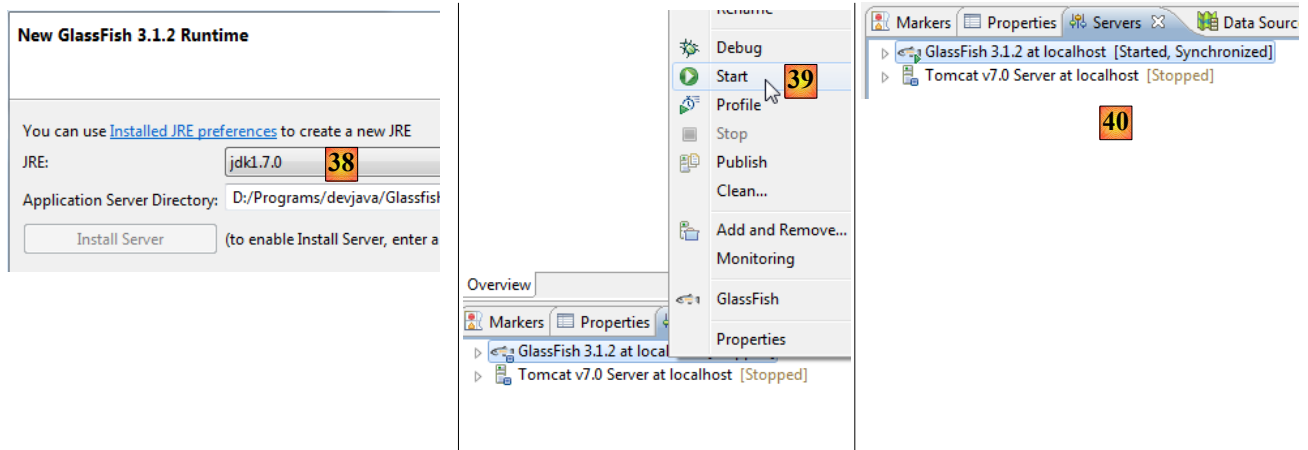 New GlassFish 3.1.2 Runtime
You can use Installed JRE preferences to create a new JRE
JRE:
jdk1.7.0
38
Application Server Directory:
D:/Programs/devjava/Glassfish
Install Server
(to enable Install Server, enter a
Rename
Debug
Start
39
Profile
Stop
Publish
Clean...
Add and Remove...
Monitoring
GlassFish
Properties
Overview
Markers
Properties
GlassFish 3.1.2 at local
Tomcat v7.0 Server at localhost [Stopped]
Markers
Properties
Servers
Data Sourc
GlassFish 3.1.2 at localhost [Started, Synchronized]
Tomcat v7.0 Server at localhost [Stopped]
40